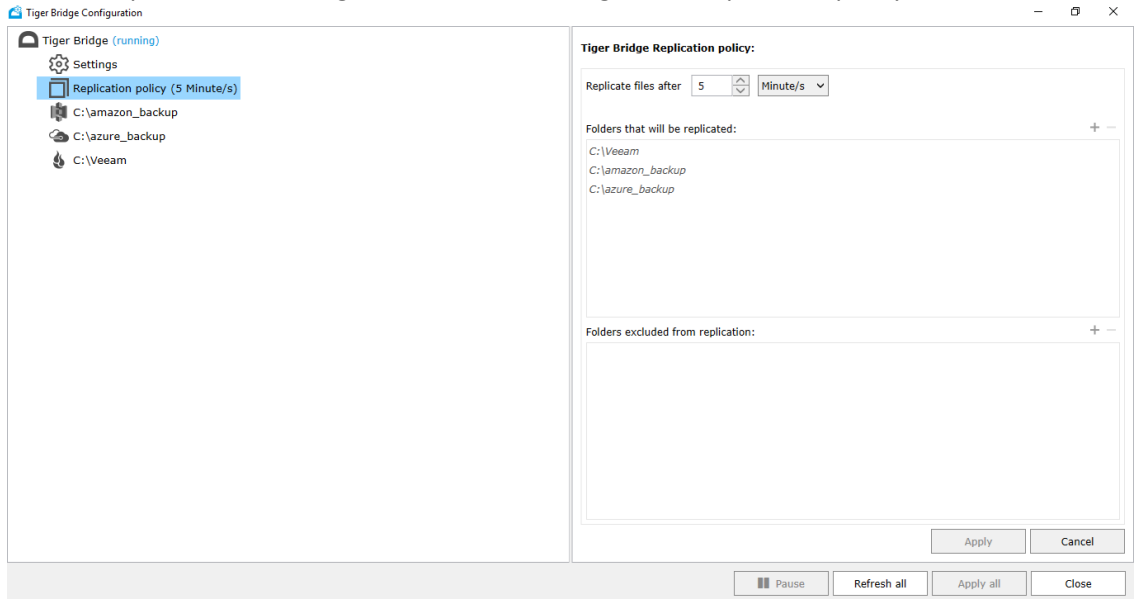 Tiger Bridge Configuration
Tiger Bridge (running)
Settings
Replication policy (5 Minute/s)
C:\amazon_backup
C:\azure_backup
C:\Veeam
Tiger Bridge Replication policy:
Replicate files after 5 Minute/s
Folders that will be replicated:
C:\Veeam
C:\amazon_backup
C:\azure_backup
Folders excluded from replication:
Apply Cancel
Pause Refresh all Apply all Close